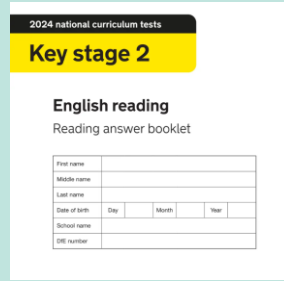 2024 national curriculum tests
Key stage 2
English reading
Reading answer booklet
First name
Middle name
Last name
Date of birth Day Month Year
School name
DfE number